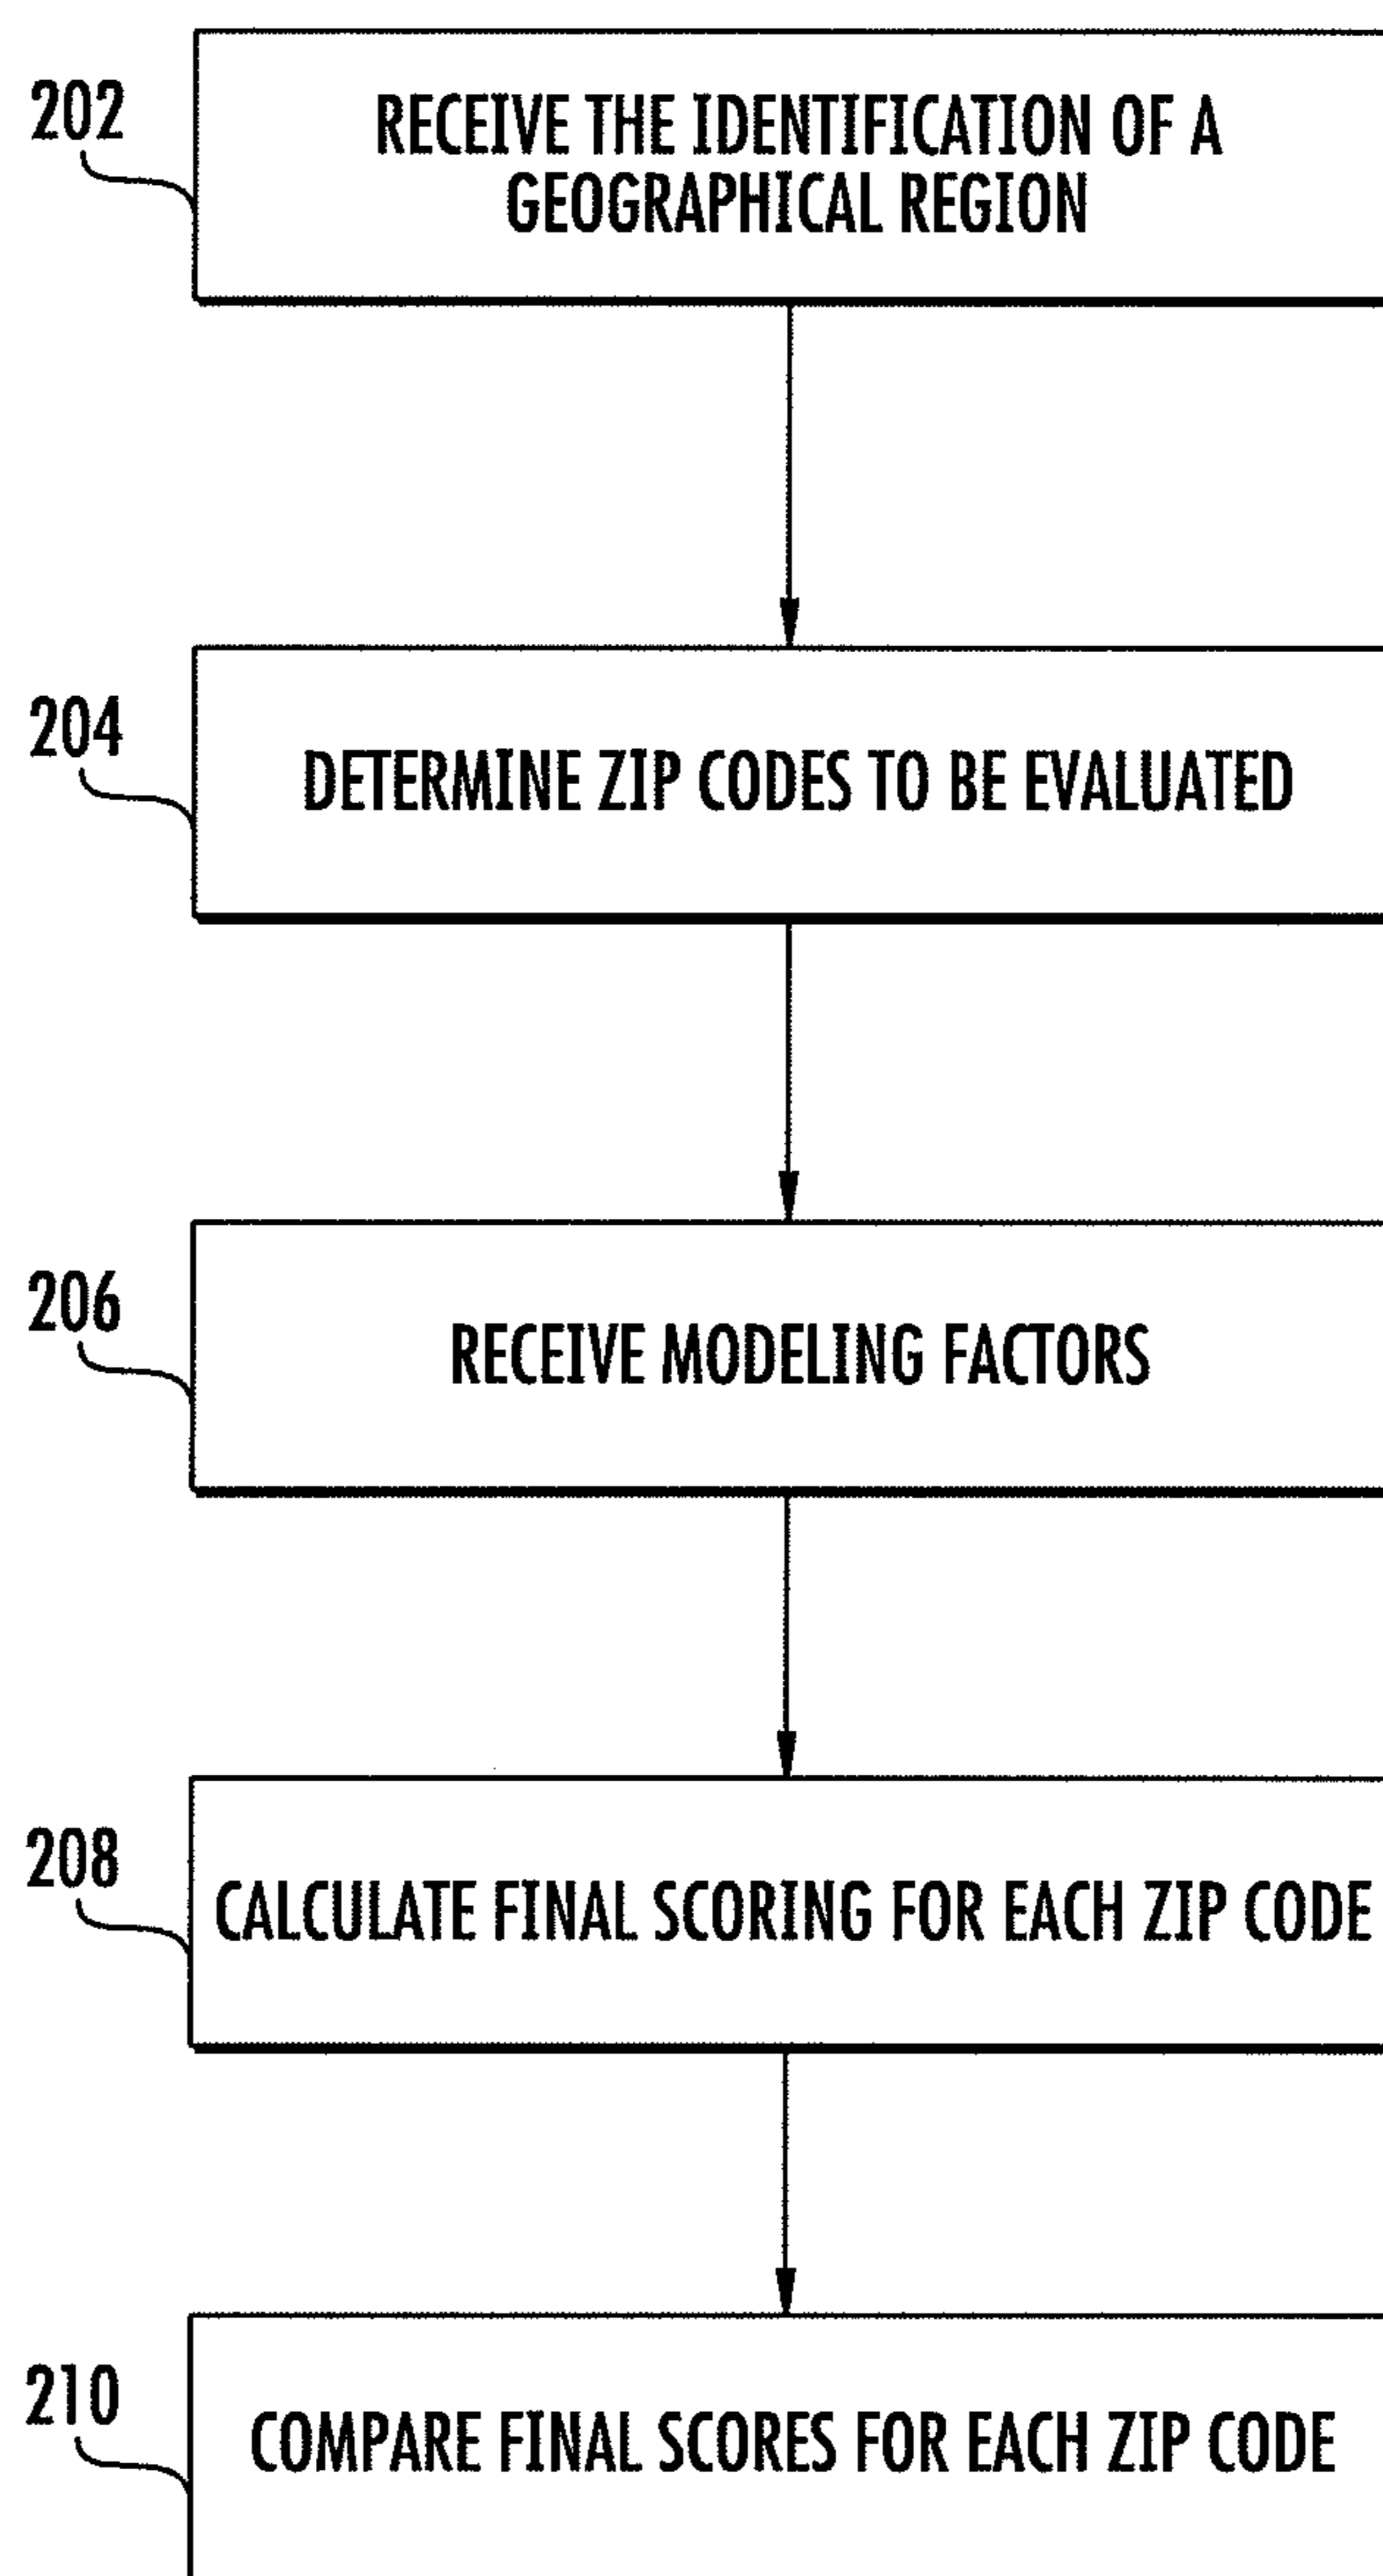 202
RECEIVE THE IDENTIFICATION OF A
GEOGRAPHICAL REGION
204
DETERMINE ZIP CODES TO BE EVALUATED
206
RECEIVE MODELING FACTORS
208
CALCULATE FINAL SCORING FOR EACH ZIP CODE
210
COMPARE FINAL SCORES FOR EACH ZIP CODE